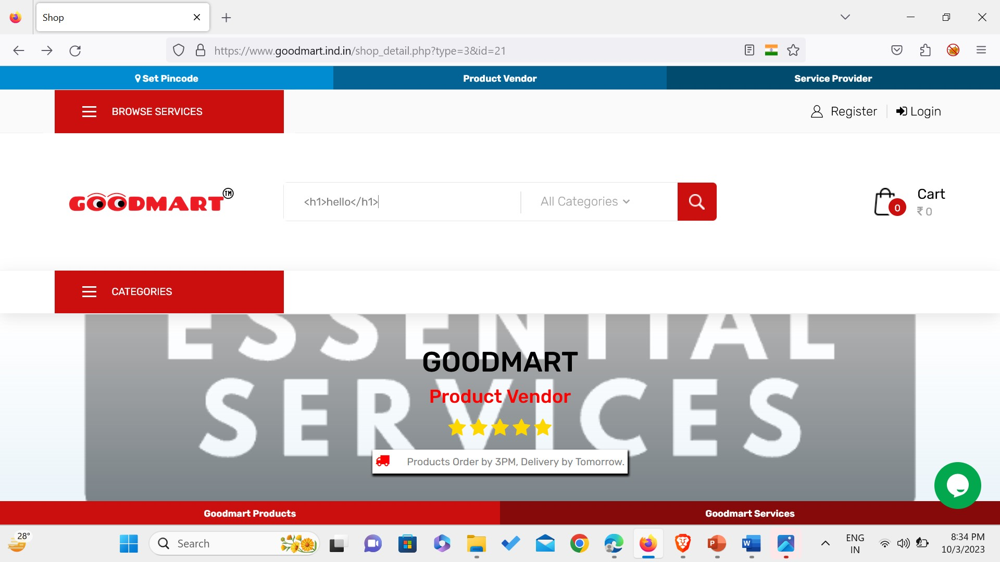 Shop
https://www.goodmart.ind.in/shop_detail.php?type=3&id=21
Set Pincode
Product Vendor
Service Provider
BROWSE SERVICES
Register
Login
GOODMART TM
<h1>hello</h1>
All Categories
0
Cart
₹ 0
CATEGORIES
ESSENTIAL
SERVICES
GOODMART
Product Vendor
Products Order by 3PM, Delivery by Tomorrow.
Goodmart Products
Goodmart Services
28°
Search
ENG
IN
8:34 PM
10/3/2023